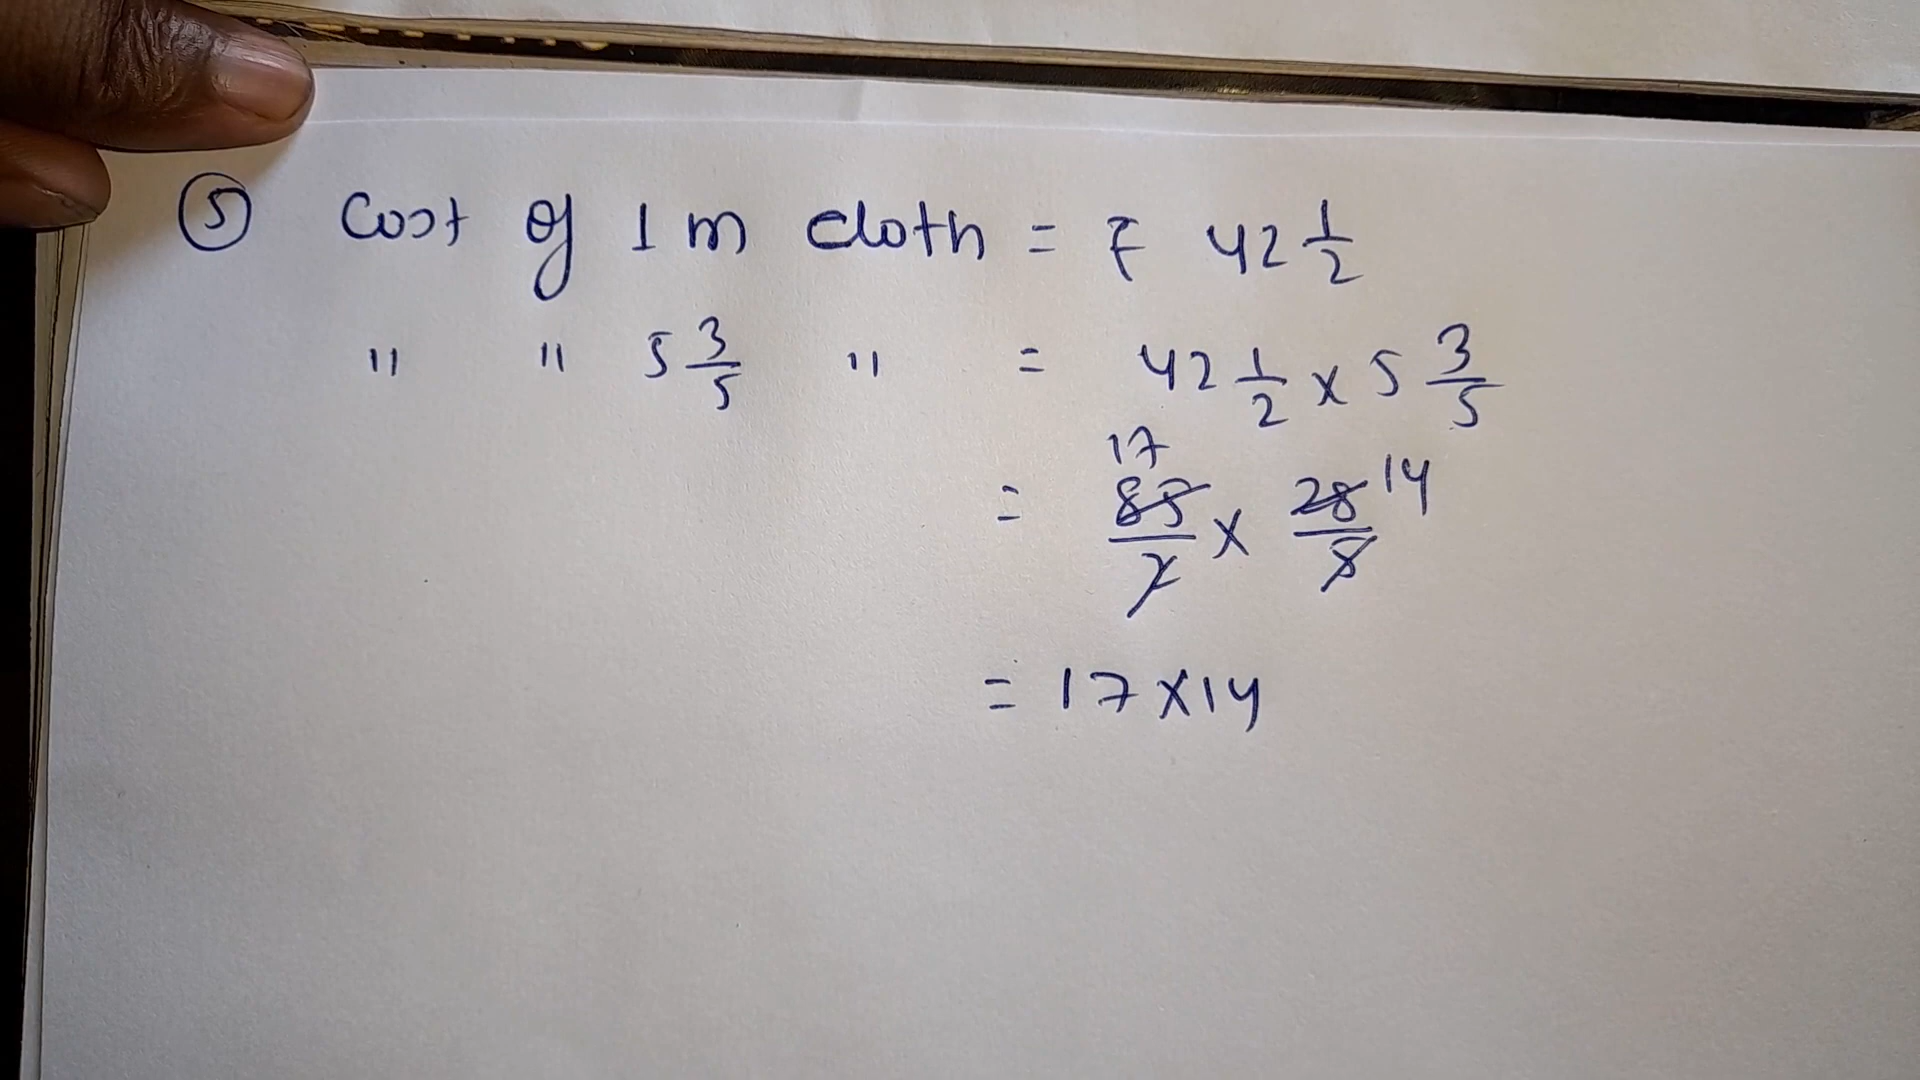 ⑤ Cost of 1 m cloth = ₹ 42 1/2
" " 5 3/5 " = 42 1/2 × 5 3/5
= 85/2 × 28/5 17 14
= 17 × 14